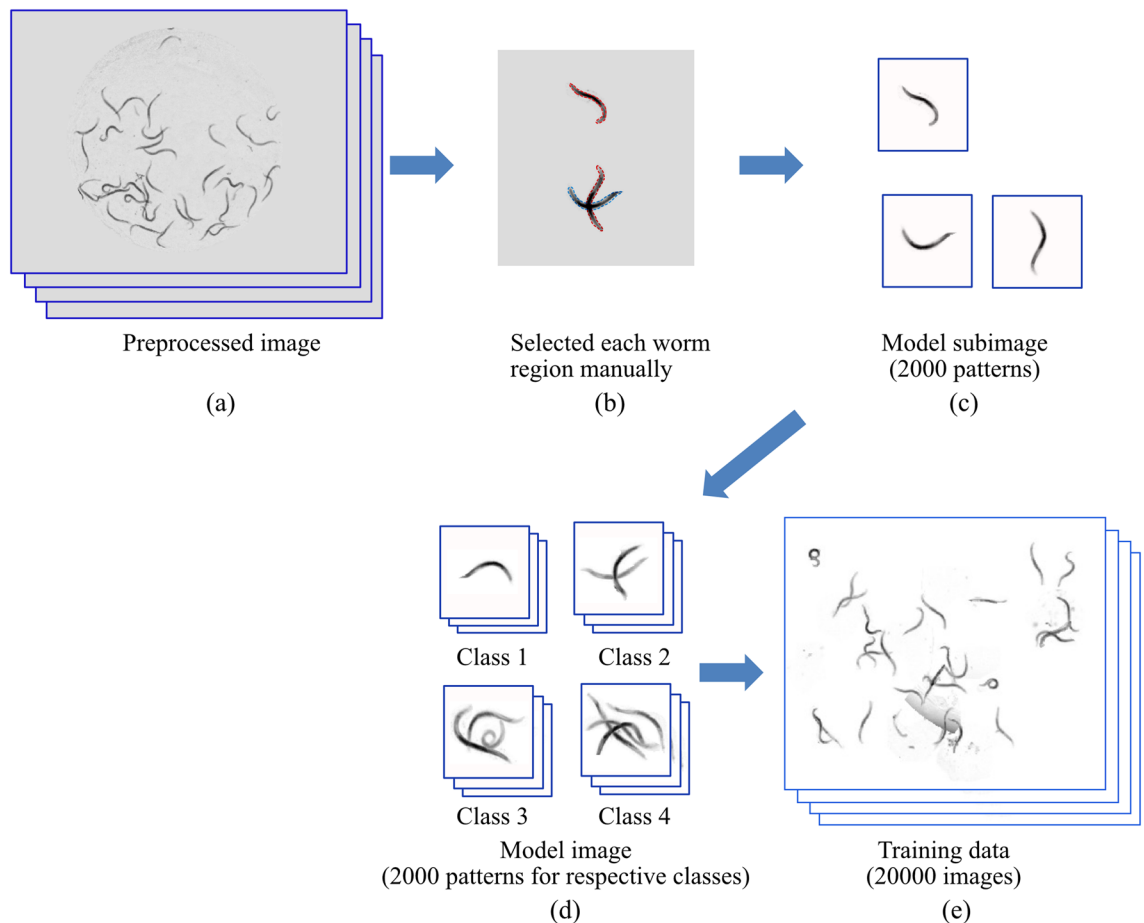 Preprocessed image
(a)
Selected each worm
region manually
(b)
Model subimage
(2000 patterns)
(c)
Class 1
Class 2
Class 3
Class 4
Model image
(2000 patterns for respective classes)
(d)
Training data
(20000 images)
(e)